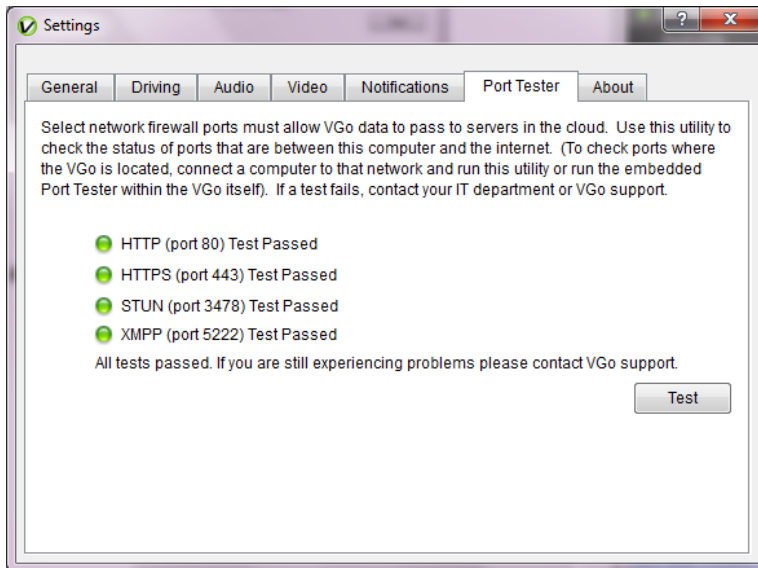 Settings
General Driving Audio Video Notifications Port Tester About
Select network firewall ports must allow VGo data to pass to servers in the cloud. Use this utility to
check the status of ports that are between this computer and the internet. (To check ports where
the VGo is located, connect a computer to that network and run this utility or run the embedded
Port Tester within the VGo itself). If a test fails, contact your IT department or VGo support.
HTTP (port 80) Test Passed
HTTPS (port 443) Test Passed
STUN (port 3478) Test Passed
XMPP (port 5222) Test Passed
All tests passed. If you are still experiencing problems please contact VGo support.
Test